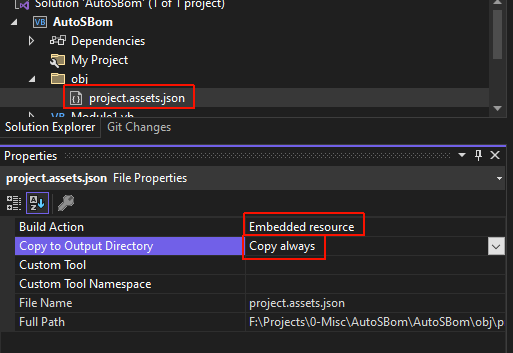 Solution 'AutoSBom' (1 of 1 project)
VB AutoSBom
Dependencies
My Project
obj
project.assets.json
VB Module1.vb
Solution Explorer Git Changes
Properties
project.assets.json File Properties
Build Action Embedded resource
Copy to Output Directory Copy always
Custom Tool
Custom Tool Namespace
File Name project.assets.json
Full Path F:\Projects\0-Misc\AutoSBom\AutoSBom\obj\p